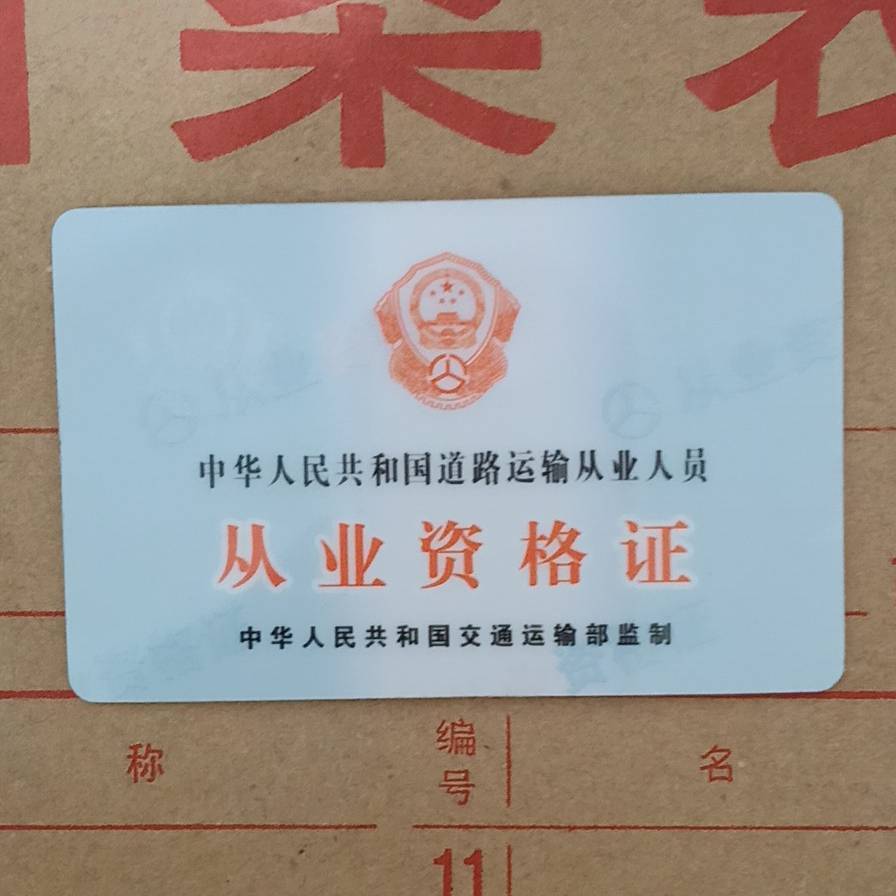 案袋
中华人民共和国道路运输从业人员
从业资格证
中华人民共和国交通运输部监制
称
编号
名
11